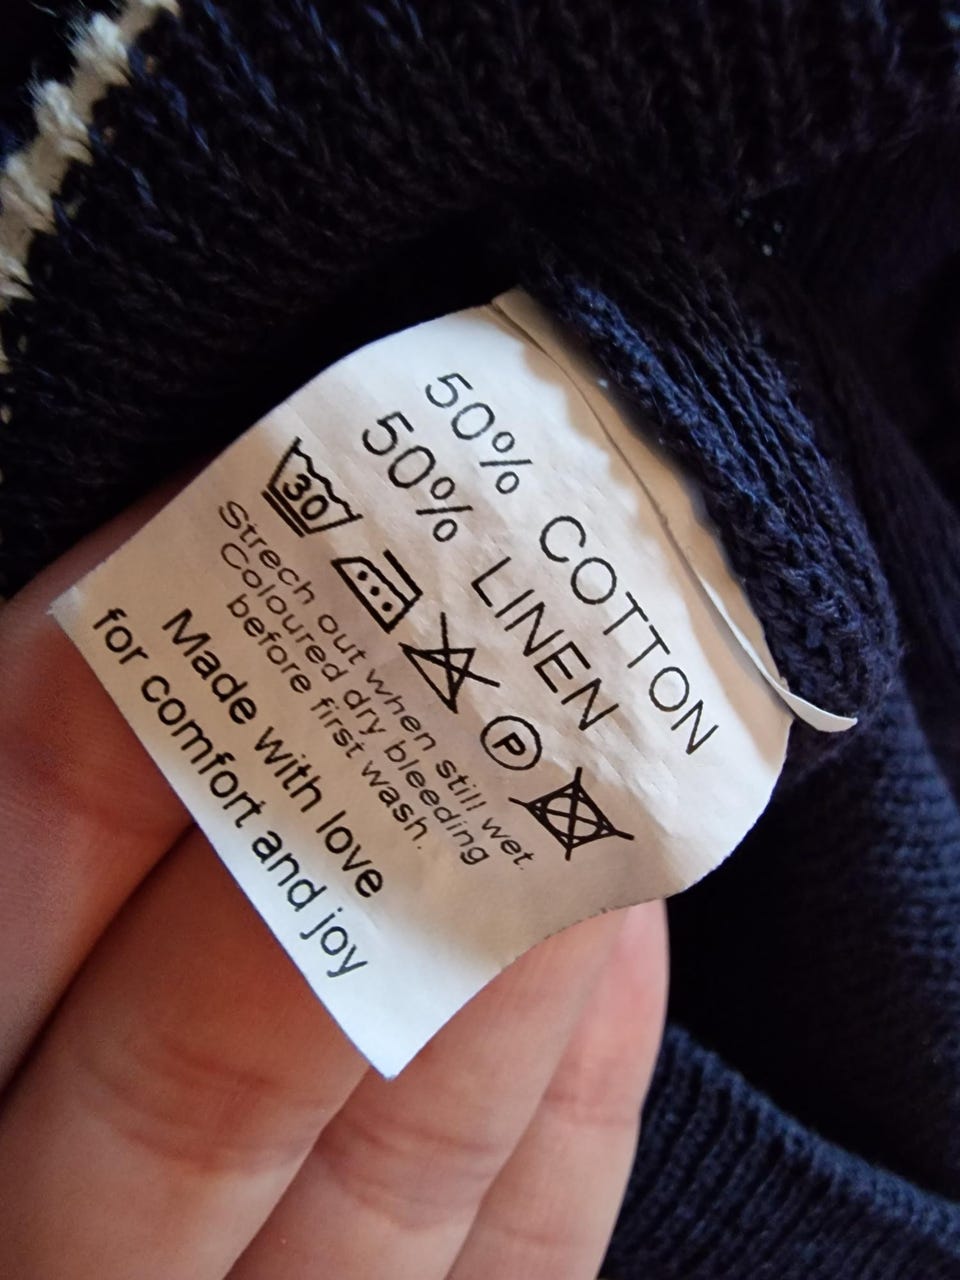 50% COTTON
50% LINEN
30 P
Strech out when still wet.
Coloured dry bleeding
before first wash.
Made with love
for comfort and joy